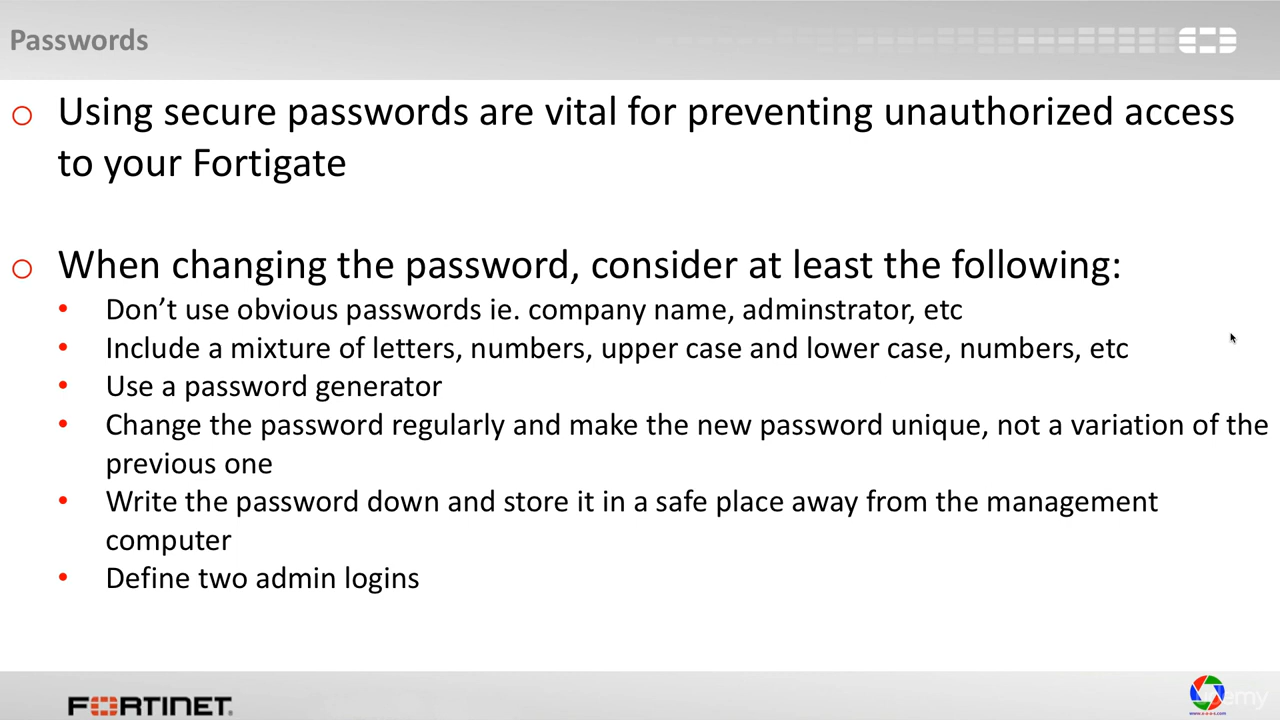 Passwords
Using secure passwords are vital for preventing unauthorized access
to your Fortigate
When changing the password, consider at least the following:
Don’t use obvious passwords ie. company name, adminstrator, etc
Include a mixture of letters, numbers, upper case and lower case, numbers, etc
Use a password generator
Change the password regularly and make the new password unique, not a variation of the
previous one
Write the password down and store it in a safe place away from the management
computer
Define two admin logins
FORTINET